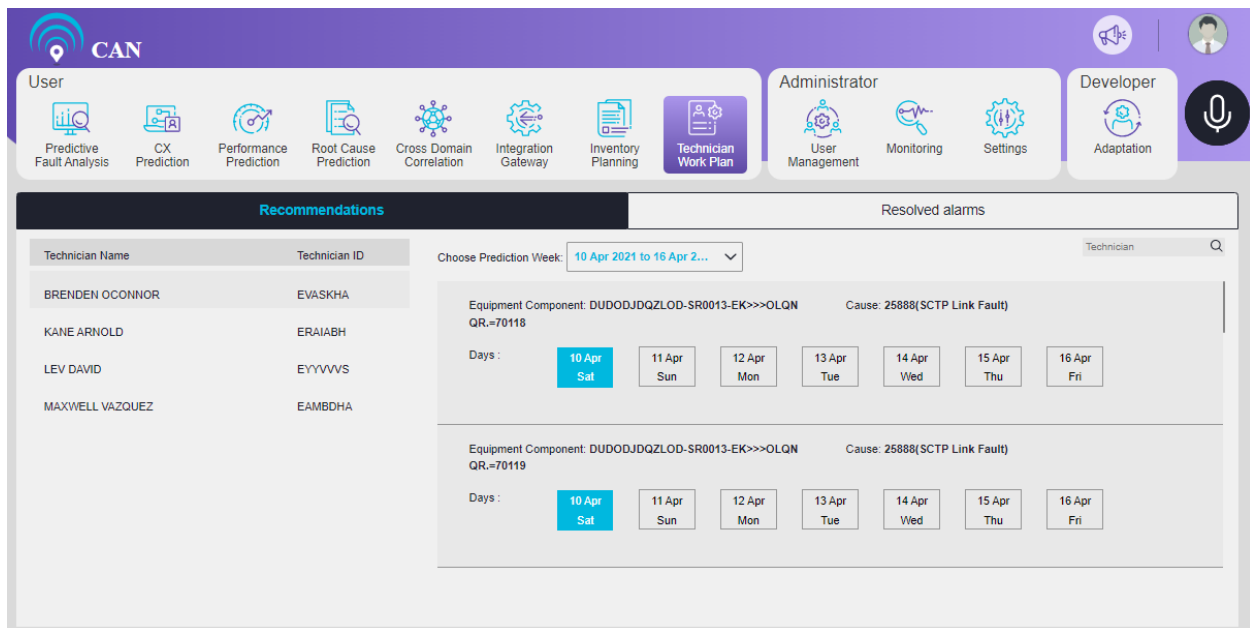 CAN
User
Administrator
Developer
Predictive
Fault Analysis
CX
Prediction
Performance
Prediction
Root Cause
Prediction
Cross Domain
Correlation
Integration
Gateway
Inventory
Planning
Technician
Work Plan
User
Management
Monitoring
Settings
Adaptation
Recommendations
Resolved alarms
Technician Name Technician ID
BRENDEN OCONNOR EVASKHA
KANE ARNOLD ERAIABH
LEV DAVID EYYVVVS
MAXWELL VAZQUEZ EAMBDHA
Choose Prediction Week: 10 Apr 2021 to 16 Apr 2...
Technician
Equipment Component: DUDODJDQZLOD-SR0013-EK>>>OLQN Cause: 25888(SCTP Link Fault)
QR.=70118
Days : 10 Apr 11 Apr 12 Apr 13 Apr 14 Apr 15 Apr 16 Apr
Sat Sun Mon Tue Wed Thu Fri
Equipment Component: DUDODJDQZLOD-SR0013-EK>>>OLQN Cause: 25888(SCTP Link Fault)
QR.=70119
Days : 10 Apr 11 Apr 12 Apr 13 Apr 14 Apr 15 Apr 16 Apr
Sat Sun Mon Tue Wed Thu Fri